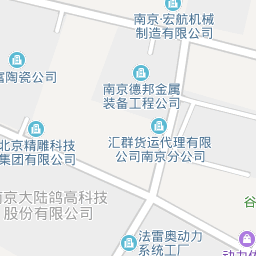 南京·宏航机械
制造有限公司
富陶瓷公司
南京德邦金属
装备工程公司
北京精雕科技
集团有限公司
汇群货运代理有限
公司南京分公司
南京大陆鸽高科技
股份有限公司
谷
法雷奥动力
系统工厂
动力